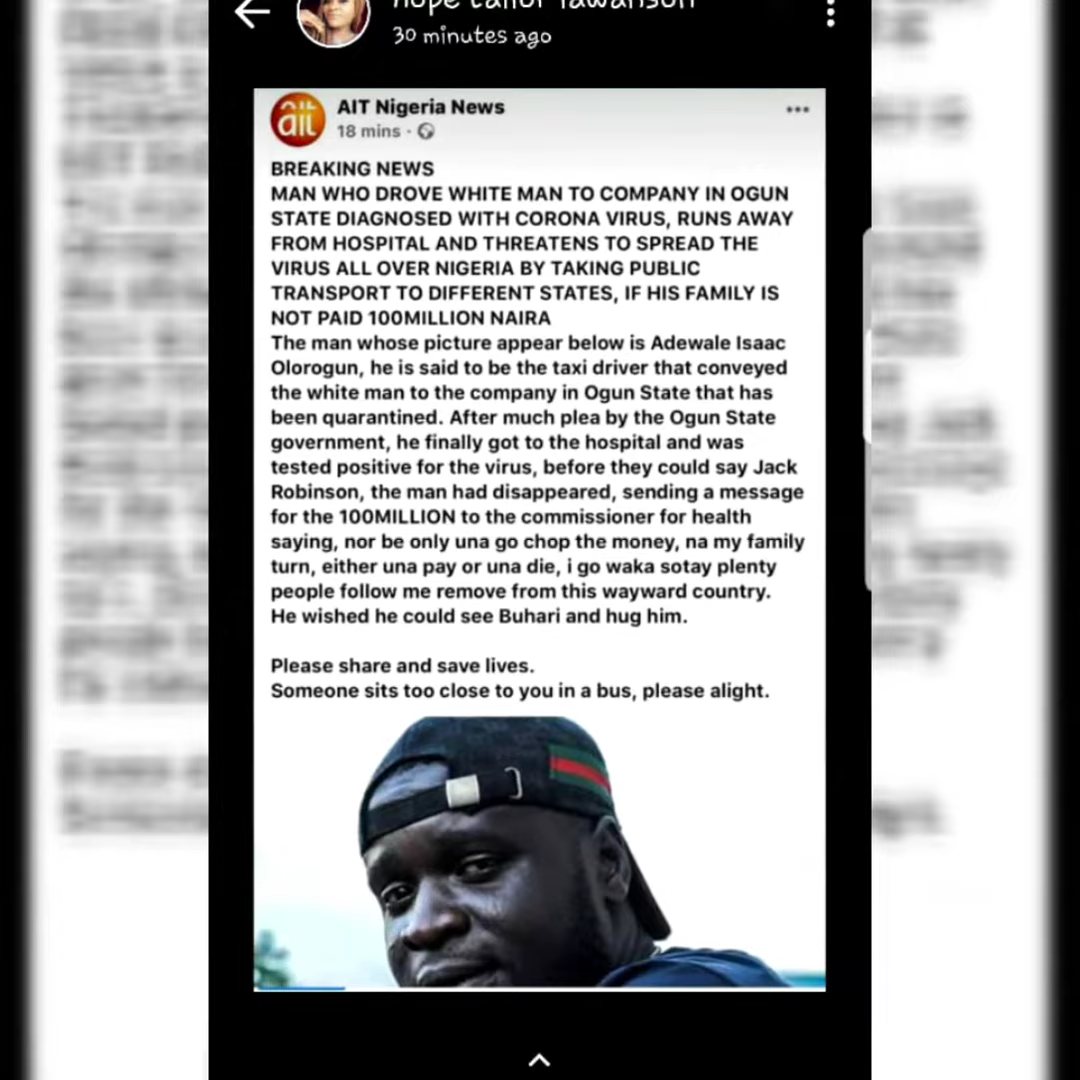 30 minutes ago
ait
AIT Nigeria News
18 mins ·
BREAKING NEWS
MAN WHO DROVE WHITE MAN TO COMPANY IN OGUN
STATE DIAGNOSED WITH CORONA VIRUS, RUNS AWAY
FROM HOSPITAL AND THREATENS TO SPREAD THE
VIRUS ALL OVER NIGERIA BY TAKING PUBLIC
TRANSPORT TO DIFFERENT STATES, IF HIS FAMILY IS
NOT PAID 100MILLION NAIRA
The man whose picture appear below is Adewale Isaac
Olorogun, he is said to be the taxi driver that conveyed
the white man to the company in Ogun State that has
been quarantined. After much plea by the Ogun State
government, he finally got to the hospital and was
tested positive for the virus, before they could say Jack
Robinson, the man had disappeared, sending a message
for the 100MILLION to the commissioner for health
saying, nor be only una go chop the money, na my family
turn, either una pay or una die, i go waka sotay plenty
people follow me remove from this wayward country.
He wished he could see Buhari and hug him.
Please share and save lives.
Someone sits too close to you in a bus, please alight.